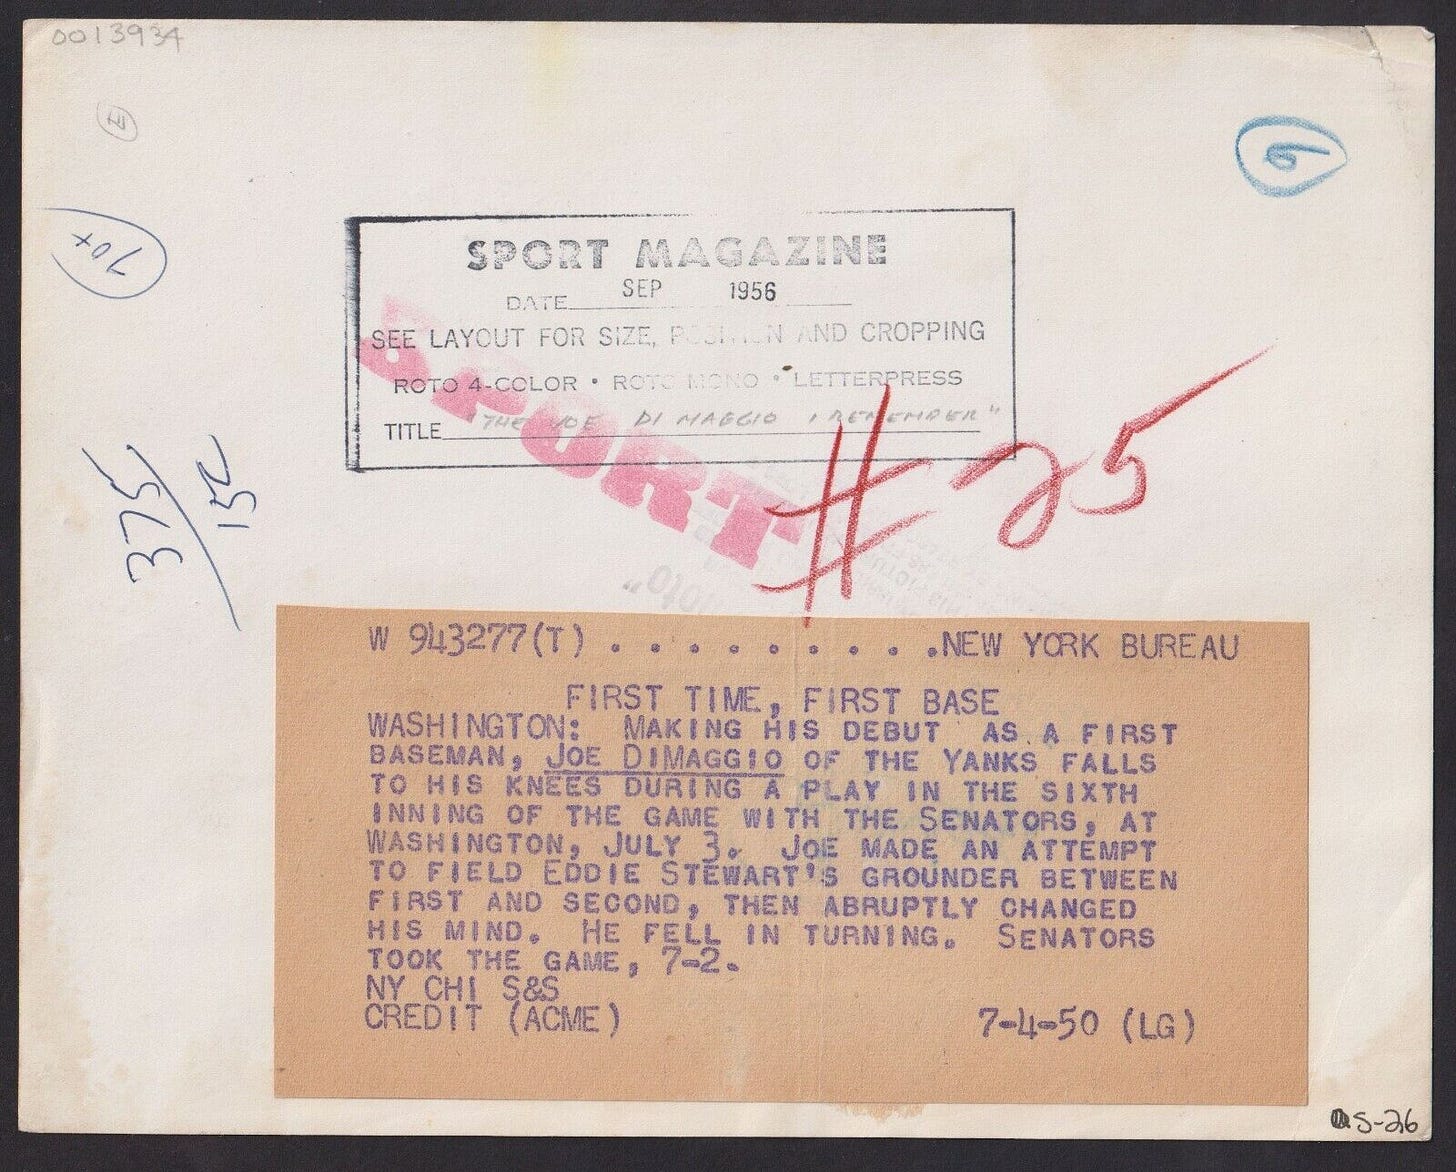 0013934
E
6
70x
SPORT MAGAZINE
DATE SEP 1956
SEE LAYOUT FOR SIZE, POSITION AND CROPPING
ROTO 4-COLOR • ROTO MONO • LETTERPRESS
TITLE "THE JOE DI MAGGIO I REMEMBER"
SPORT
#25
375/15C
W 943277(T) . . . . . . . . .NEW YORK BUREAU
FIRST TIME, FIRST BASE
WASHINGTON: MAKING HIS DEBUT AS A FIRST
BASEMAN, JOE DIMAGGIO OF THE YANKS FALLS
TO HIS KNEES DURING A PLAY IN THE SIXTH
INNING OF THE GAME WITH THE SENATORS, AT
WASHINGTON, JULY 3. JOE MADE AN ATTEMPT
TO FIELD EDDIE STEWART'S GROUNDER BETWEEN
FIRST AND SECOND, THEN ABRUPTLY CHANGED
HIS MIND. HE FELL IN TURNING. SENATORS
TOOK THE GAME, 7-2.
NY CHI S&S
CREDIT (ACME) 7-4-50 (LG)
S-26